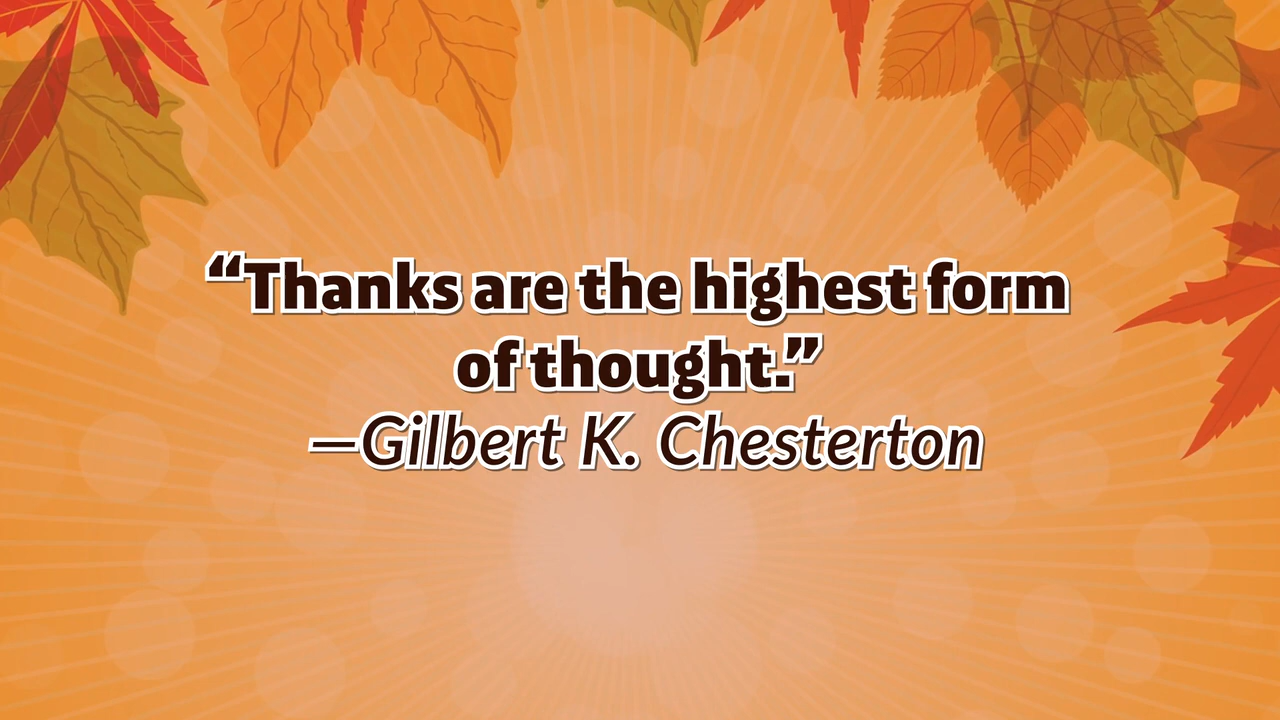 “Thanks are the highest form
of thought.”
—Gilbert K. Chesterton